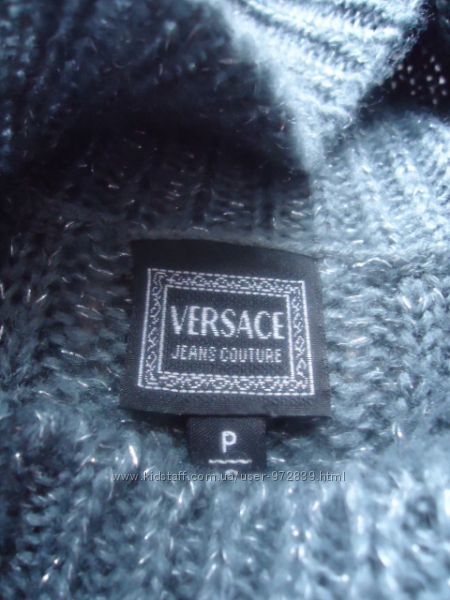 VERSACE
JEANS COUTURE
P
www.kidstaff.com.ua/user-972839.html